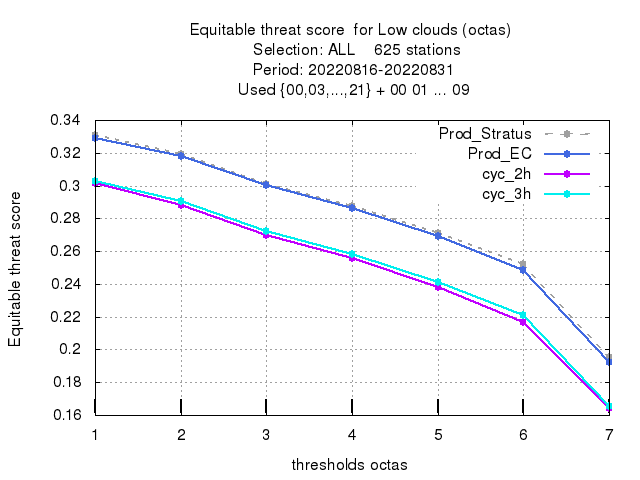 Equitable threat score  for Low clouds (octas)
Selection: ALL    625 stations
Period: 20220816-20220831
Used {00,03,...,21} + 00 01 ... 09
Prod_Stratus
Prod_EC
cyc_2h
cyc_3h
Equitable threat score
0.34
0.32
0.3
0.28
0.26
0.24
0.22
0.2
0.18
0.16
1 2 3 4 5 6 7
thresholds octas